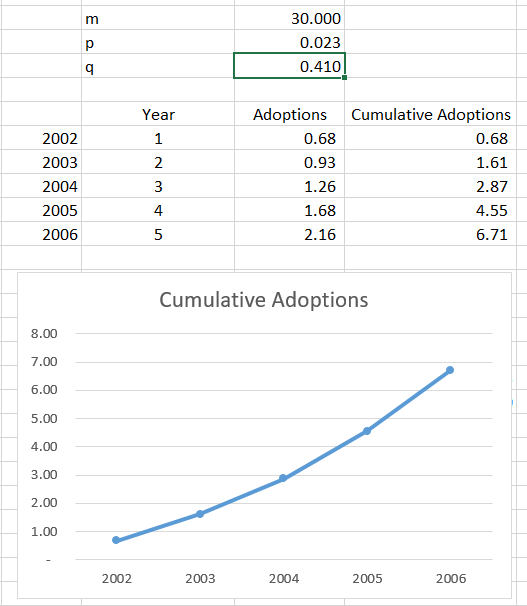 m 30.000
p 0.023
q 0.410
Year Adoptions Cumulative Adoptions
2002 1 0.68 0.68
2003 2 0.93 1.61
2004 3 1.26 2.87
2005 4 1.68 4.55
2006 5 2.16 6.71
Cumulative Adoptions
8.00
7.00
6.00
5.00
4.00
3.00
2.00
1.00
-
2002 2003 2004 2005 2006